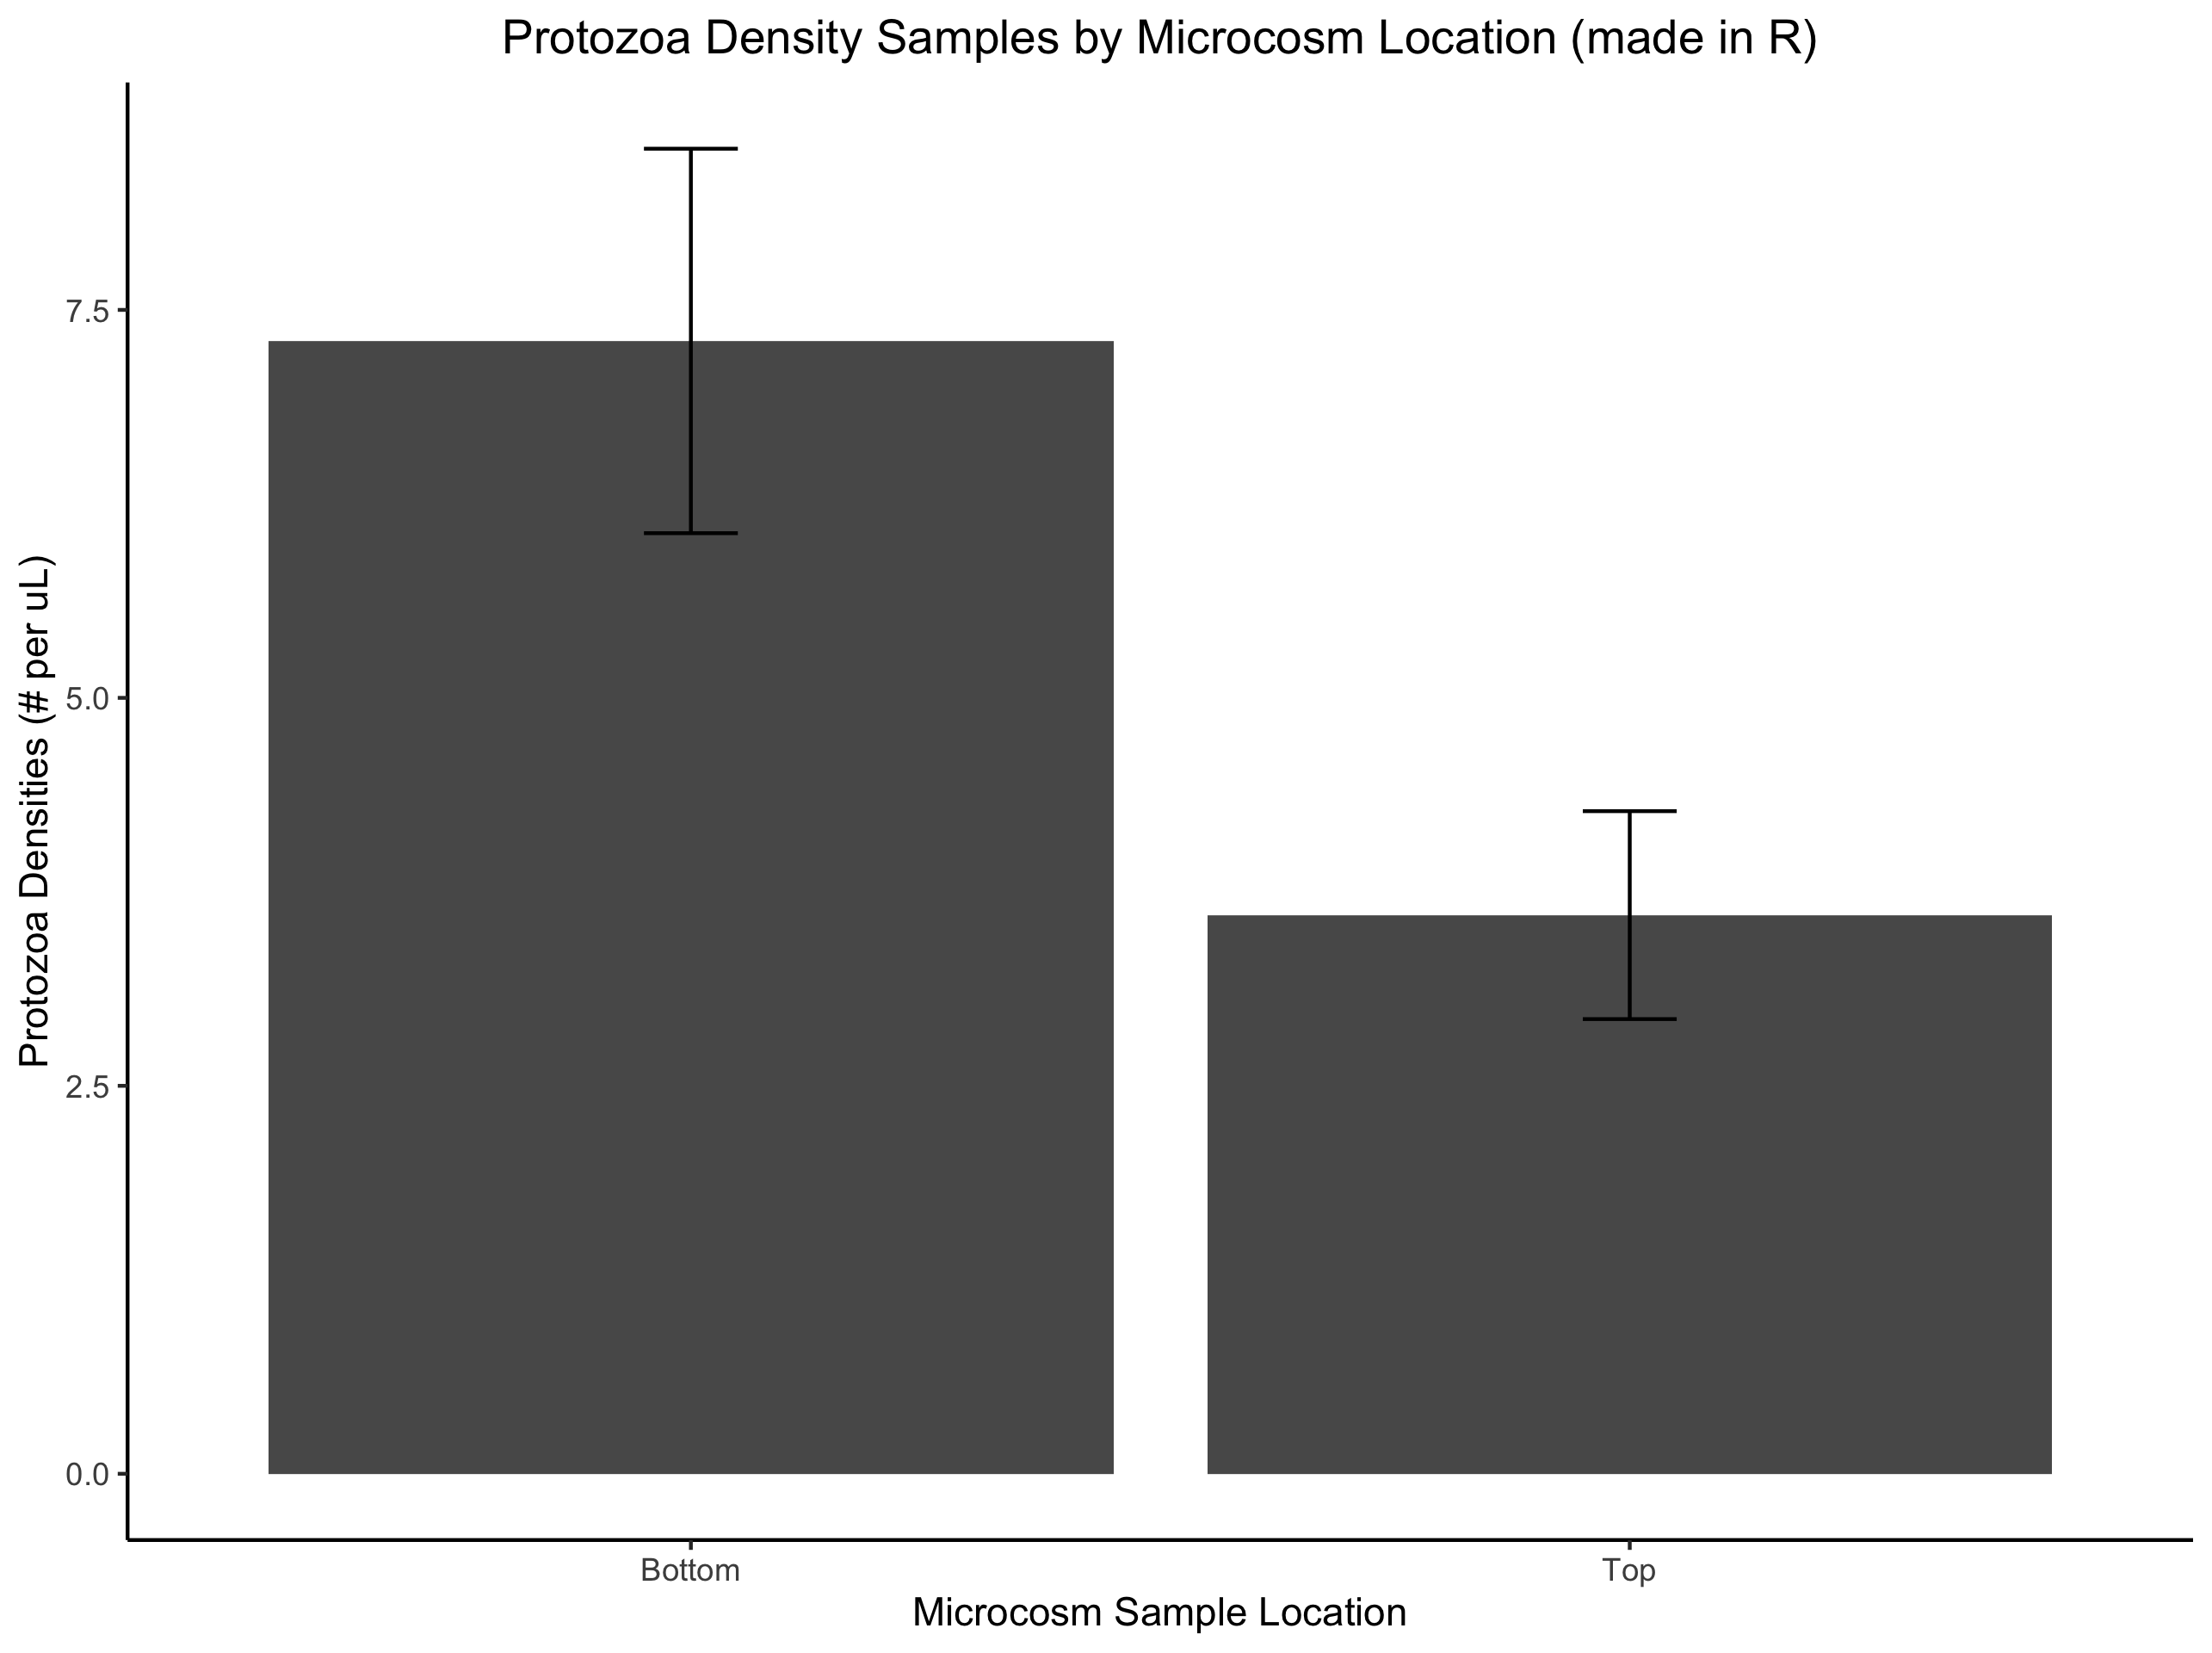 Protozoa Density Samples by Microcosm Location (made in R)
Protozoa Densities (# per uL)
7.5
5.0
2.5
0.0
Bottom
Top
Microcosm Sample Location